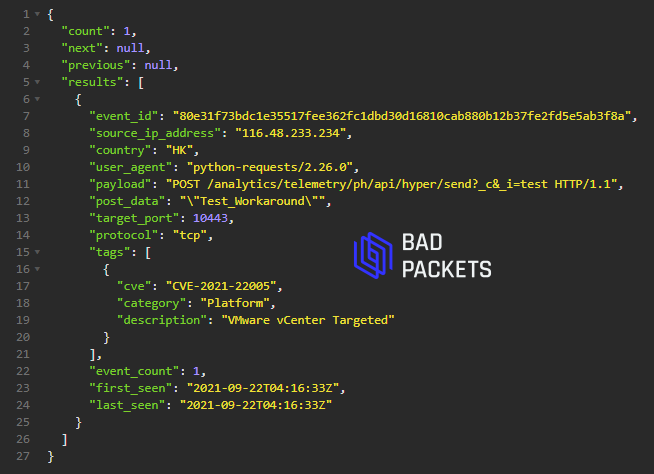 1 {
2 "count": 1,
3 "next": null,
4 "previous": null,
5 "results": [
6 {
7 "event_id": "80e31f73bdc1e35517fee362fc1dbd30d16810cab880b12b37fe2fd5e5ab3f8a",
8 "source_ip_address": "116.48.233.234",
9 "country": "HK",
10 "user_agent": "python-requests/2.26.0",
11 "payload": "POST /analytics/telemetry/ph/api/hyper/send?_c&_i=test HTTP/1.1",
12 "post_data": "\"Test_Workaround\"",
13 "target_port": 10443,
14 "protocol": "tcp",
15 "tags": [
16 {
17 "cve": "CVE-2021-22005",
18 "category": "Platform",
19 "description": "VMware vCenter Targeted"
20 }
21 ],
22 "event_count": 1,
23 "first_seen": "2021-09-22T04:16:33Z",
24 "last_seen": "2021-09-22T04:16:33Z"
25 }
26 ]
27 }
BAD
PACKETS